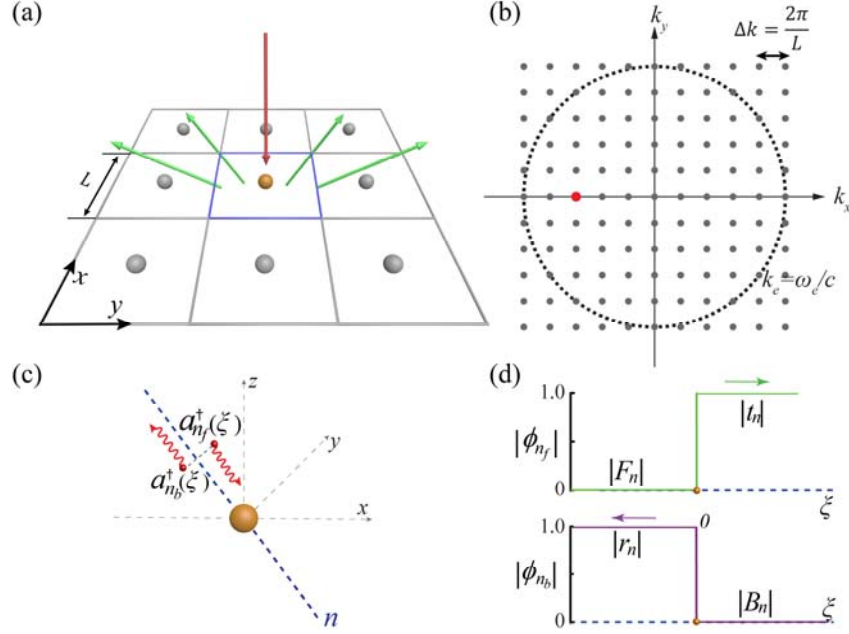 (a)
L
x
y
(b)
k_y
Δk = 2π/L
k_x
k_e=ω_e/c
(c)
z
a†_{n_f}(ξ)
y
a†_{n_b}(ξ)
x
n
(d)
1.0
|t_n|
|ϕ_{n_f}|
|F_n|
0
ξ
1.0
0
|r_n|
|ϕ_{n_b}|
|B_n|
0
ξ